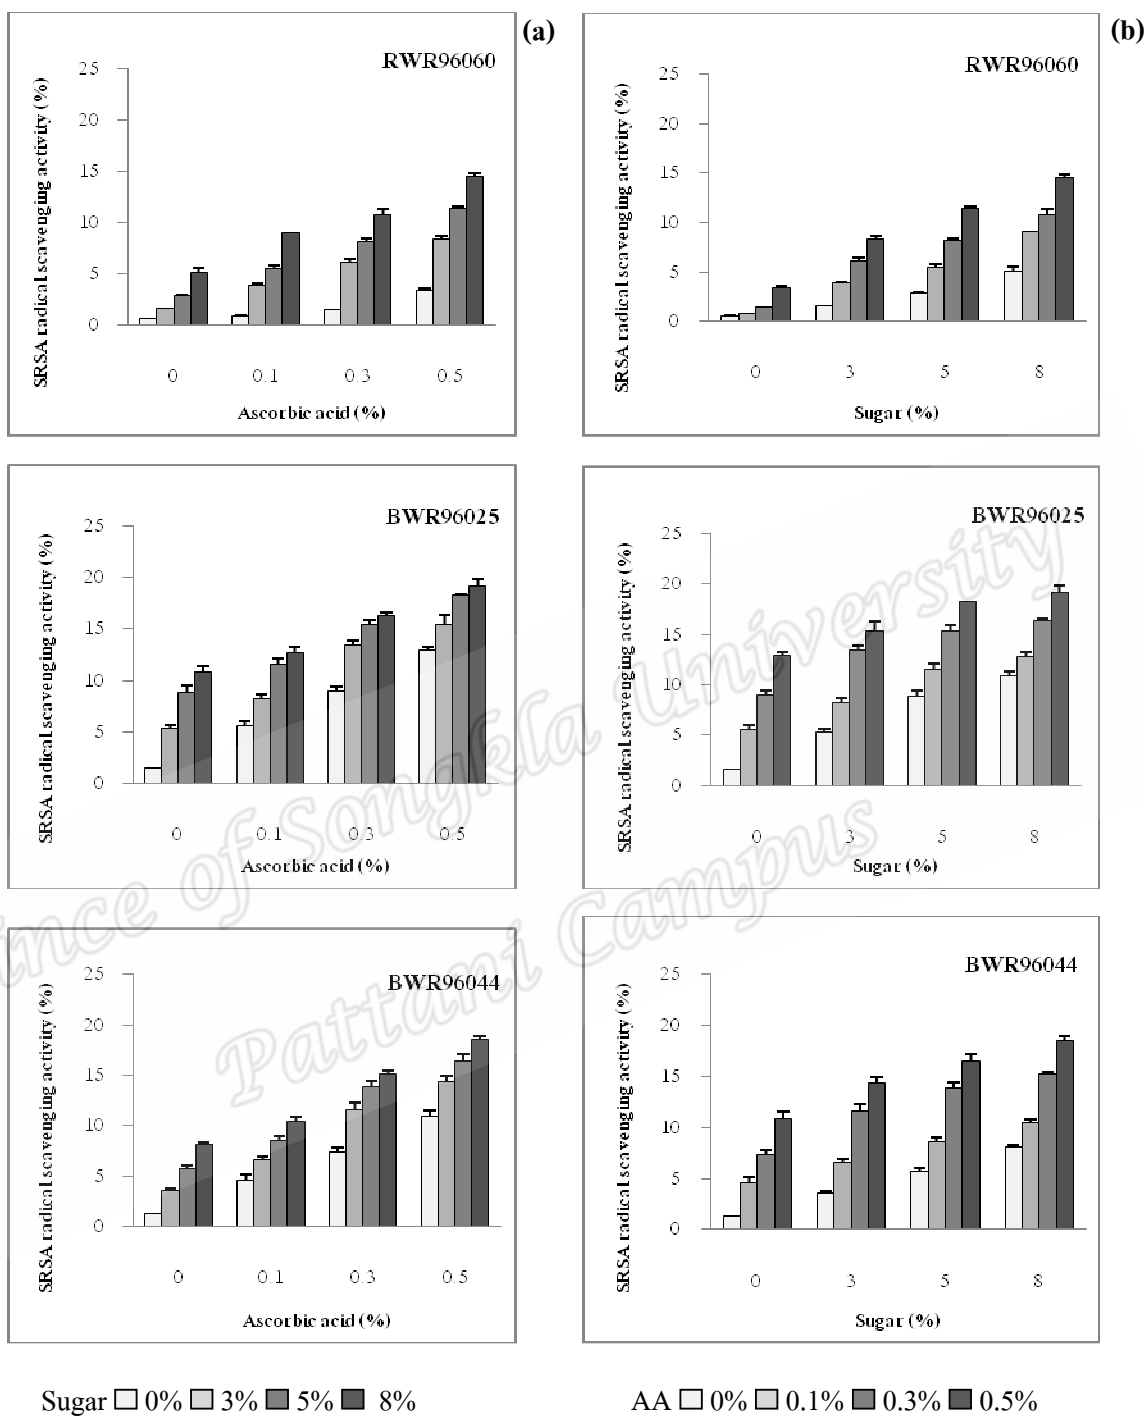 (a)
RWR96060
SRSA radical scavenging activity (%)
25
20
15
10
5
0
0 0.1 0.3 0.5
Ascorbic acid (%)
(b)
RWR96060
SRSA radical scavenging activity (%)
25
20
15
10
5
0
0 3 5 8
Sugar (%)
BWR96025
SRSA radical scavenging activity (%)
25
20
15
10
5
0
0 0.1 0.3 0.5
Ascorbic acid (%)
BWR96025
SRSA radical scavenging activity (%)
25
20
15
10
5
0
0 3 5 8
Sugar (%)
BWR96044
SRSA radical scavenging activity (%)
25
20
15
10
5
0
0 0.1 0.3 0.5
Ascorbic acid (%)
BWR96044
SRSA radical scavenging activity (%)
25
20
15
10
5
0
0 3 5 8
Sugar (%)
Sugar 0% 3% 5% 8%
AA 0% 0.1% 0.3% 0.5%
ince of Songkla University
Pattani Campus